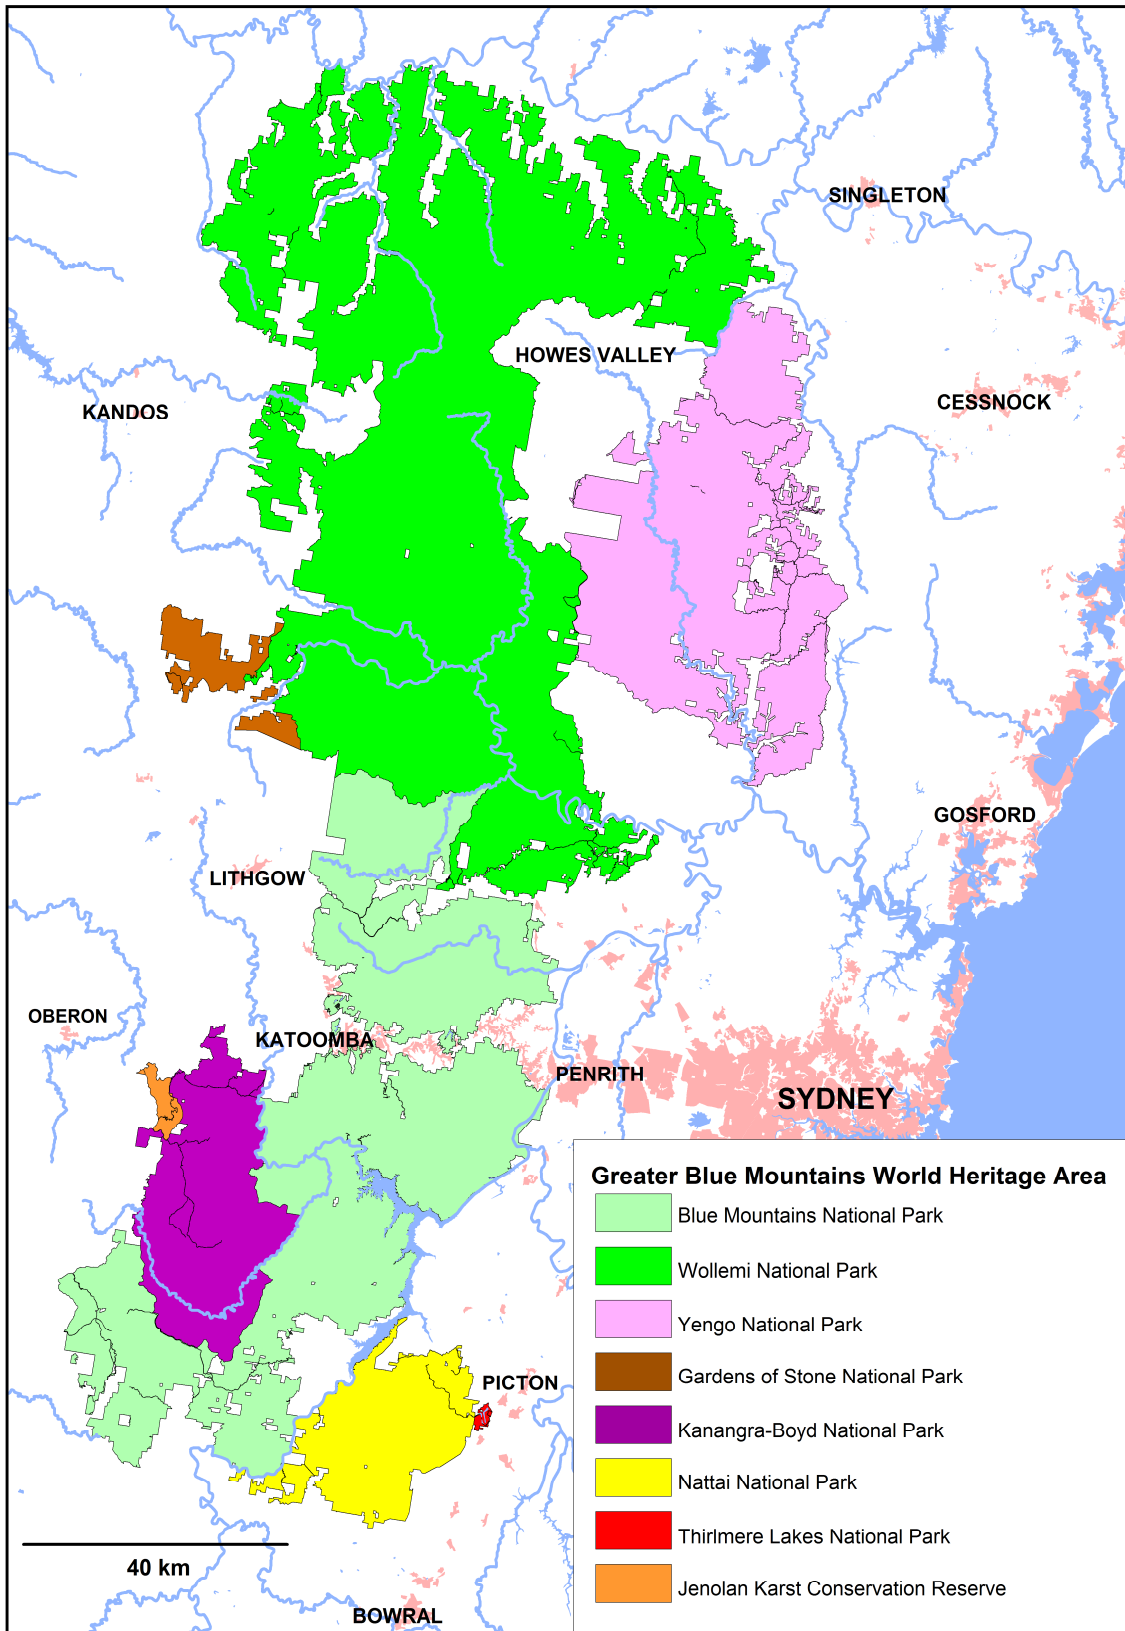 SINGLETON
HOWES VALLEY
KANDOS
CESSNOCK
GOSFORD
LITHGOW
OBERON
KATOOMBA
PENRITH
SYDNEY
Greater Blue Mountains World Heritage Area
Blue Mountains National Park
Wollemi National Park
Yengo National Park
Gardens of Stone National Park
Kanangra-Boyd National Park
Nattai National Park
Thirlmere Lakes National Park
Jenolan Karst Conservation Reserve
PICTON
40 km
BOWRAL